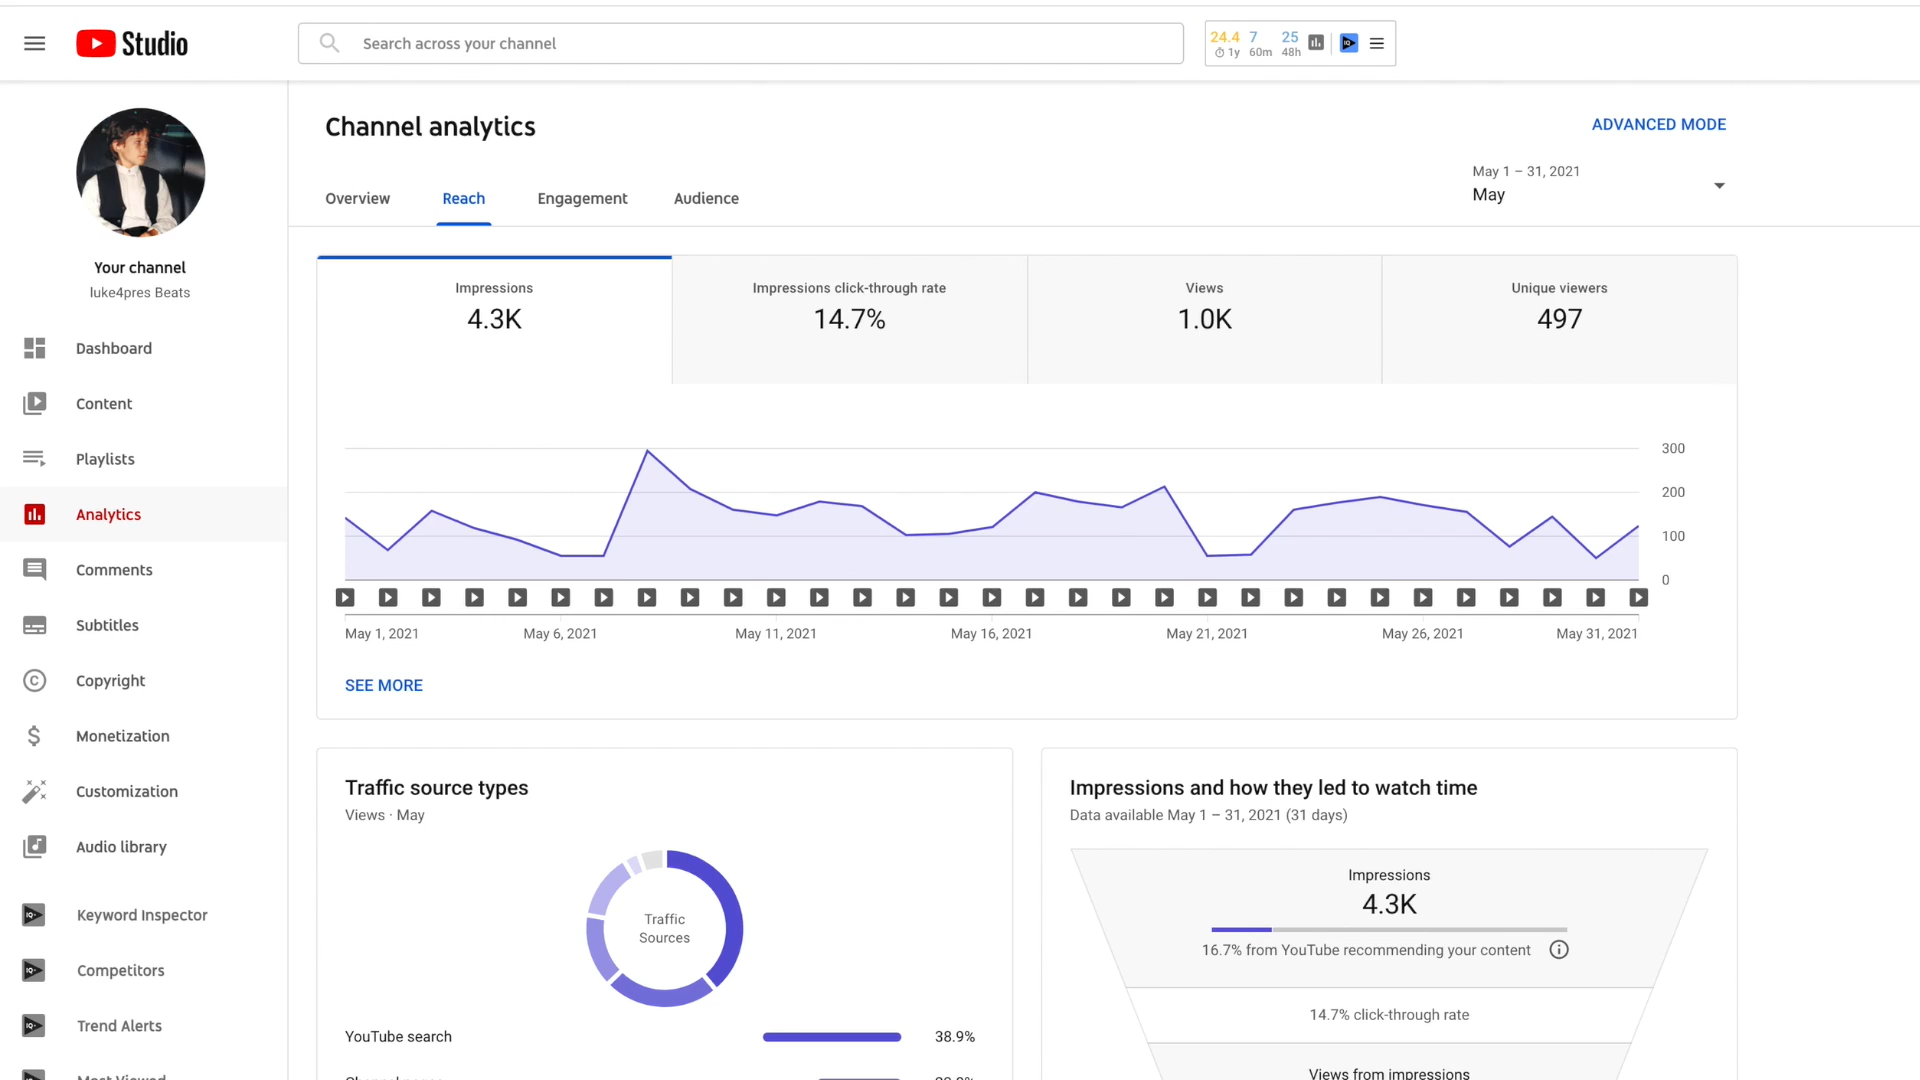 Studio
Search across your channel
24.4 7 25
1y 60m 48h
Channel analytics
ADVANCED MODE
May 1 – 31, 2021
May
Overview Reach Engagement Audience
Your channel
luke4pres Beats
Dashboard
Content
Playlists
Analytics
Comments
Subtitles
Copyright
Monetization
Customization
Audio library
Keyword Inspector
Competitors
Trend Alerts
Most Viewed
Impressions
4.3K
Impressions click-through rate
14.7%
Views
1.0K
Unique viewers
497
300
200
100
0
May 1, 2021 May 6, 2021 May 11, 2021 May 16, 2021 May 21, 2021 May 26, 2021 May 31, 2021
SEE MORE
Traffic source types
Views · May
Traffic
Sources
YouTube search 38.9%
Impressions and how they led to watch time
Data available May 1 – 31, 2021 (31 days)
Impressions
4.3K
16.7% from YouTube recommending your content
14.7% click-through rate
Views from impressions